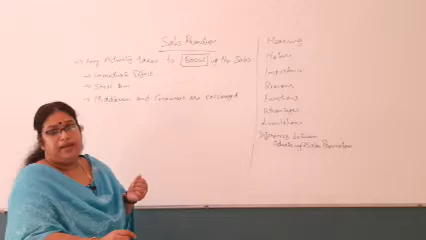 Sales Promotion
→ Any Activity taken to Boost up the Sales
→ Immediate Effect
→ Short Run
→ Middlemen and Consumers are encouraged
Meaning
Nature
Importance
Reasons
Functions
Advantages
Limitations
Difference between
Advertising & Sales Promotion